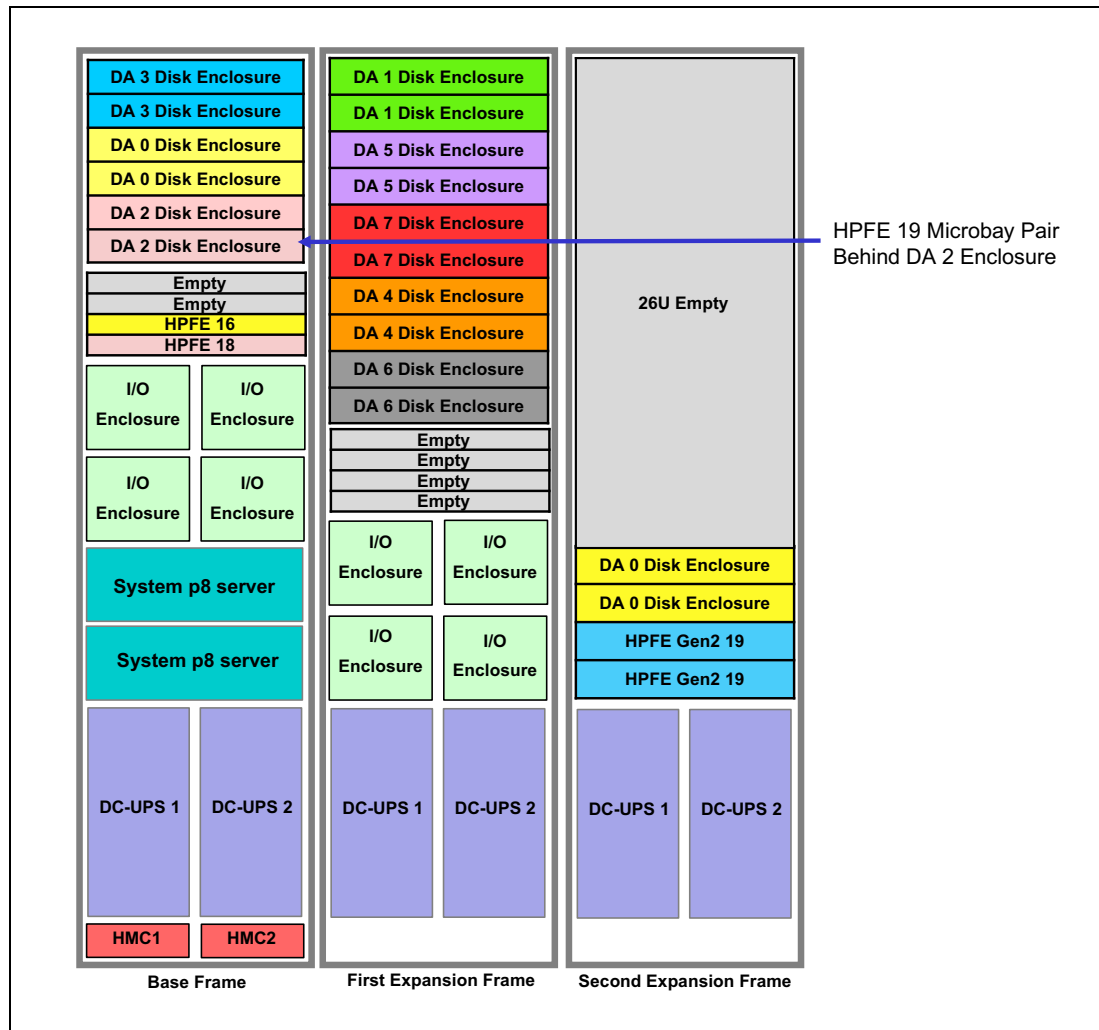 DA 3 Disk Enclosure
DA 3 Disk Enclosure
DA 0 Disk Enclosure
DA 0 Disk Enclosure
DA 2 Disk Enclosure
DA 2 Disk Enclosure
Empty
Empty
HPFE 16
HPFE 18
I/O
Enclosure
I/O
Enclosure
I/O
Enclosure
I/O
Enclosure
System p8 server
System p8 server
DC-UPS 1
DC-UPS 2
HMC1
HMC2
Base Frame
DA 1 Disk Enclosure
DA 1 Disk Enclosure
DA 5 Disk Enclosure
DA 5 Disk Enclosure
DA 7 Disk Enclosure
DA 7 Disk Enclosure
DA 4 Disk Enclosure
DA 4 Disk Enclosure
DA 6 Disk Enclosure
DA 6 Disk Enclosure
Empty
Empty
Empty
Empty
I/O
Enclosure
I/O
Enclosure
I/O
Enclosure
I/O
Enclosure
DC-UPS 1
DC-UPS 2
First Expansion Frame
26U Empty
DA 0 Disk Enclosure
DA 0 Disk Enclosure
HPFE Gen2 19
HPFE Gen2 19
DC-UPS 1
DC-UPS 2
Second Expansion Frame
HPFE 19 Microbay Pair
Behind DA 2 Enclosure